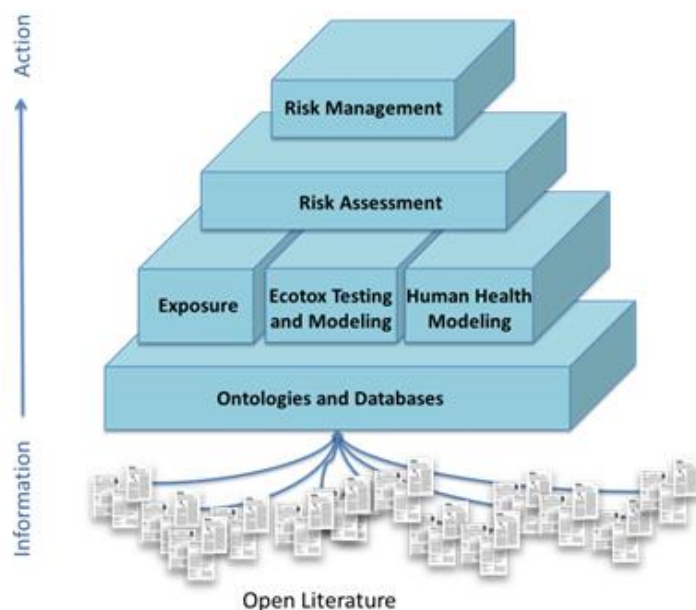 Action
Risk Management
Risk Assessment
Exposure
Ecotox Testing
and Modeling
Human Health
Modeling
Ontologies and Databases
Information
Open Literature